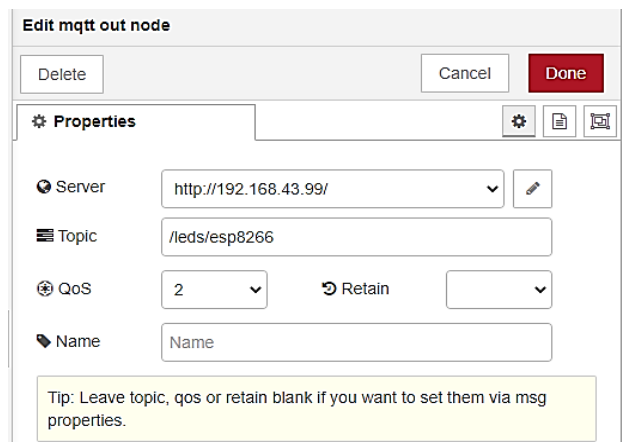 Edit mqtt out node
Delete
Cancel
Done
Properties
Server
http://192.168.43.99/
Topic
/leds/esp8266
QoS
2
Retain
Name
Name
Tip: Leave topic, qos or retain blank if you want to set them via msg
properties.